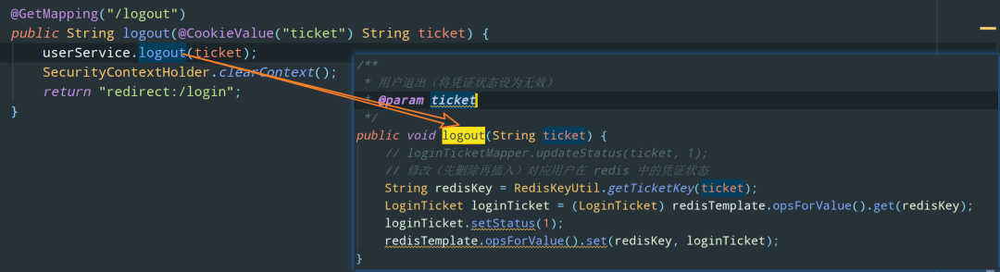 @GetMapping("/logout")
public String logout(@CookieValue("ticket") String ticket) {
userService.logout(ticket);
SecurityContextHolder.clearContext();
return "redirect:/login";
}
/**
* 用户退出（将凭证状态设为无效）
* @param ticket
*/
public void logout(String ticket) {
// loginTicketMapper.updateStatus(ticket, 1);
// 修改（先删除再插入）对应用户在 redis 中的凭证状态
String redisKey = RedisKeyUtil.getTicketKey(ticket);
LoginTicket loginTicket = (LoginTicket) redisTemplate.opsForValue().get(redisKey);
loginTicket.setStatus(1);
redisTemplate.opsForValue().set(redisKey, loginTicket);
}